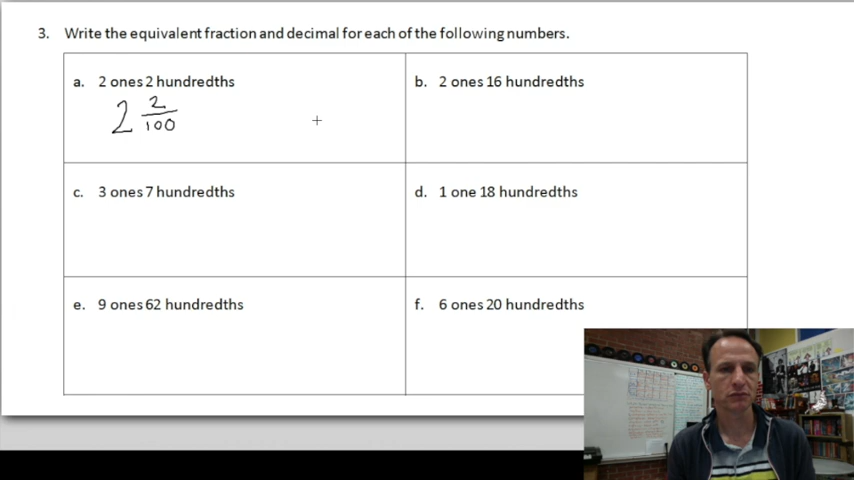 3. Write the equivalent fraction and decimal for each of the following numbers.
a. 2 ones 2 hundredths
2 2/100
b. 2 ones 16 hundredths
c. 3 ones 7 hundredths
d. 1 one 18 hundredths
e. 9 ones 62 hundredths
f. 6 ones 20 hundredths